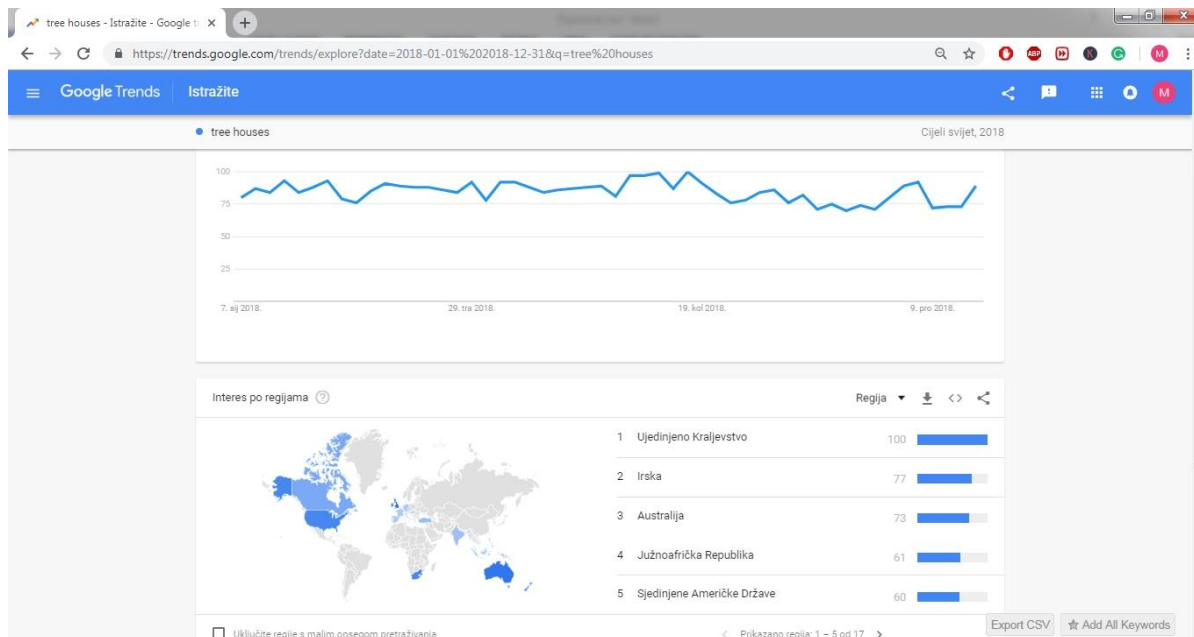 tree houses - Istražite - Google t
https://trends.google.com/trends/explore?date=2018-01-01%202018-12-31&q=tree%20houses
ABP
K
G
M
Google Trends Istražite
M
tree houses Cijeli svijet, 2018
100
75
50
25
7. sij 2018. 29. tra 2018. 19. kol 2018. 9. pro 2018.
Interes po regijama Regija
1 Ujedinjeno Kraljevstvo 100
2 Irska 77
3 Australija 73
4 Južnoafrička Republika 61
5 Sjedinjene Američke Države 60
Uključite regije s malim opsegom pretraživanja Prikazano regija: 1 – 5 od 17
Export CSV Add All Keywords